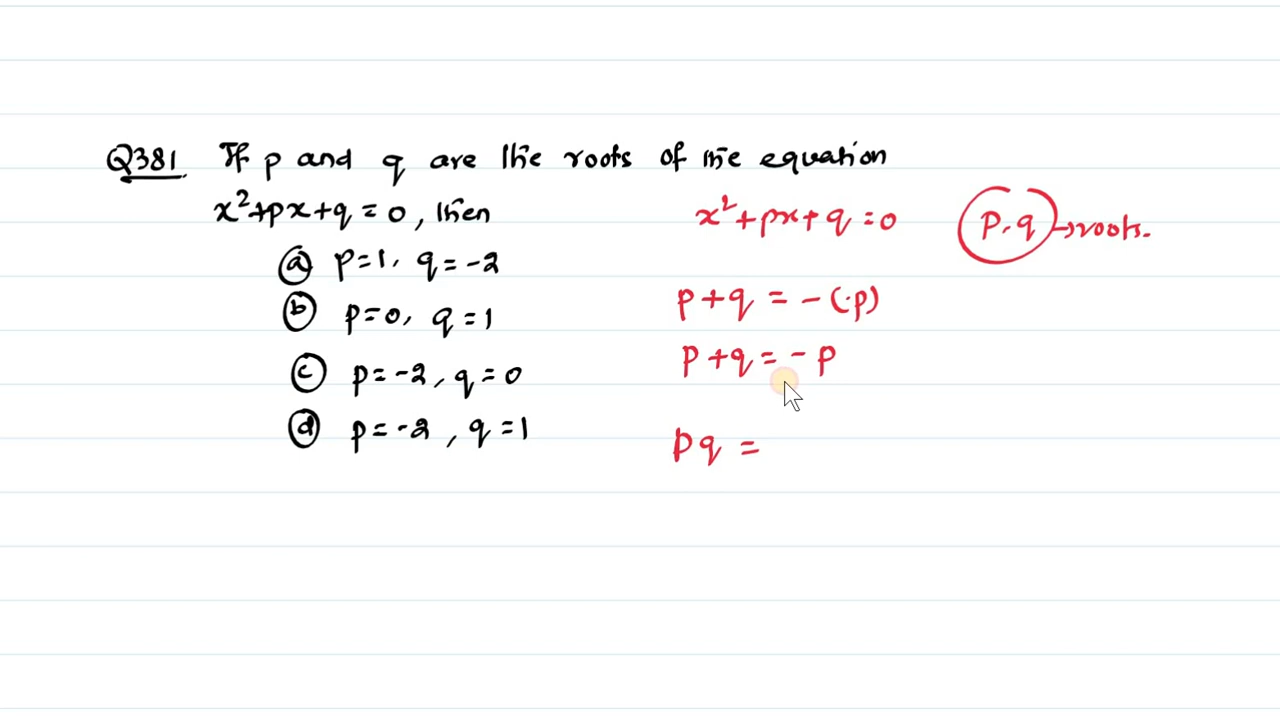 Q381 If p and q are the roots of the equation
x²+px+q=0, then
(a) p=1, q=-2
(b) p=0, q=1
(c) p=-2, q=0
(d) p=-2, q=1
x²+px+q=0 p,q→roots.
p+q = -(p)
p+q = -p
pq =